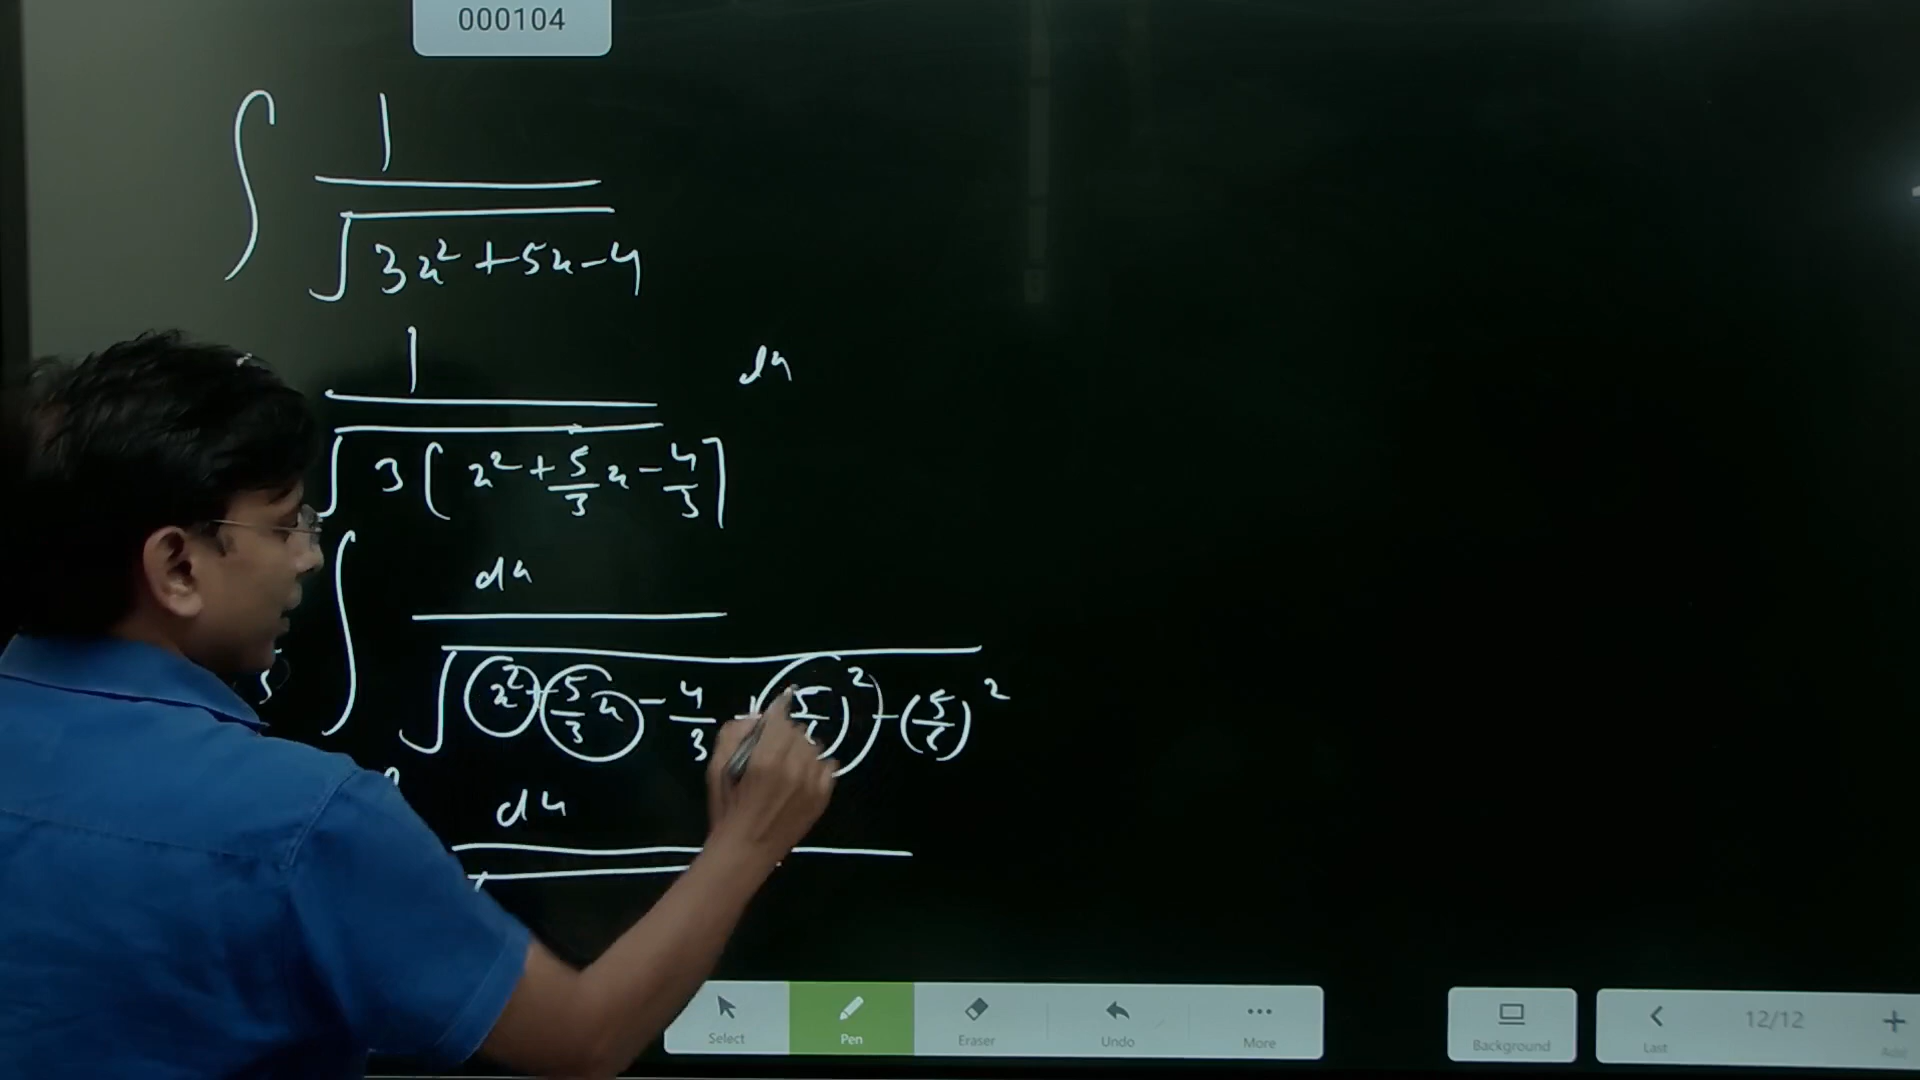 000104
∫ 1
√3x² + 5x - 4
1 dx
√3[x² + 5/3 x - 4/3]
∫ dx
√x² + 5/3 x - 4/3 + (5/6)² - (5/6)²
dx
Select Pen Eraser Undo More Background Last 12/12